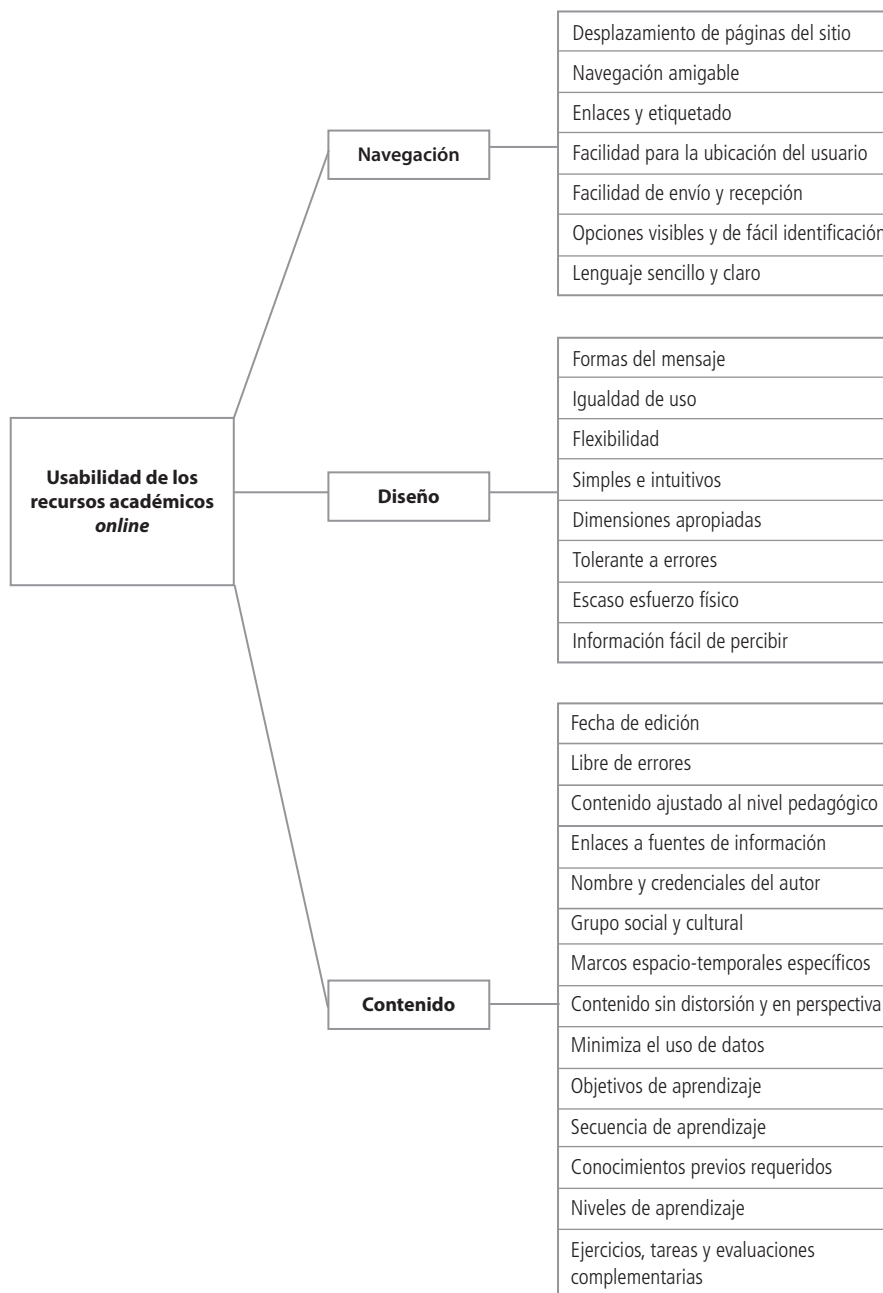 Usabilidad de los
recursos académicos
online
Navegación
Desplazamiento de páginas del sitio
Navegación amigable
Enlaces y etiquetado
Facilidad para la ubicación del usuario
Facilidad de envío y recepción
Opciones visibles y de fácil identificación
Lenguaje sencillo y claro
Diseño
Formas del mensaje
Igualdad de uso
Flexibilidad
Simples e intuitivos
Dimensiones apropiadas
Tolerante a errores
Escaso esfuerzo físico
Información fácil de percibir
Contenido
Fecha de edición
Libre de errores
Contenido ajustado al nivel pedagógico
Enlaces a fuentes de información
Nombre y credenciales del autor
Grupo social y cultural
Marcos espacio-temporales específicos
Contenido sin distorsión y en perspectiva
Minimiza el uso de datos
Objetivos de aprendizaje
Secuencia de aprendizaje
Conocimientos previos requeridos
Niveles de aprendizaje
Ejercicios, tareas y evaluaciones
complementarias